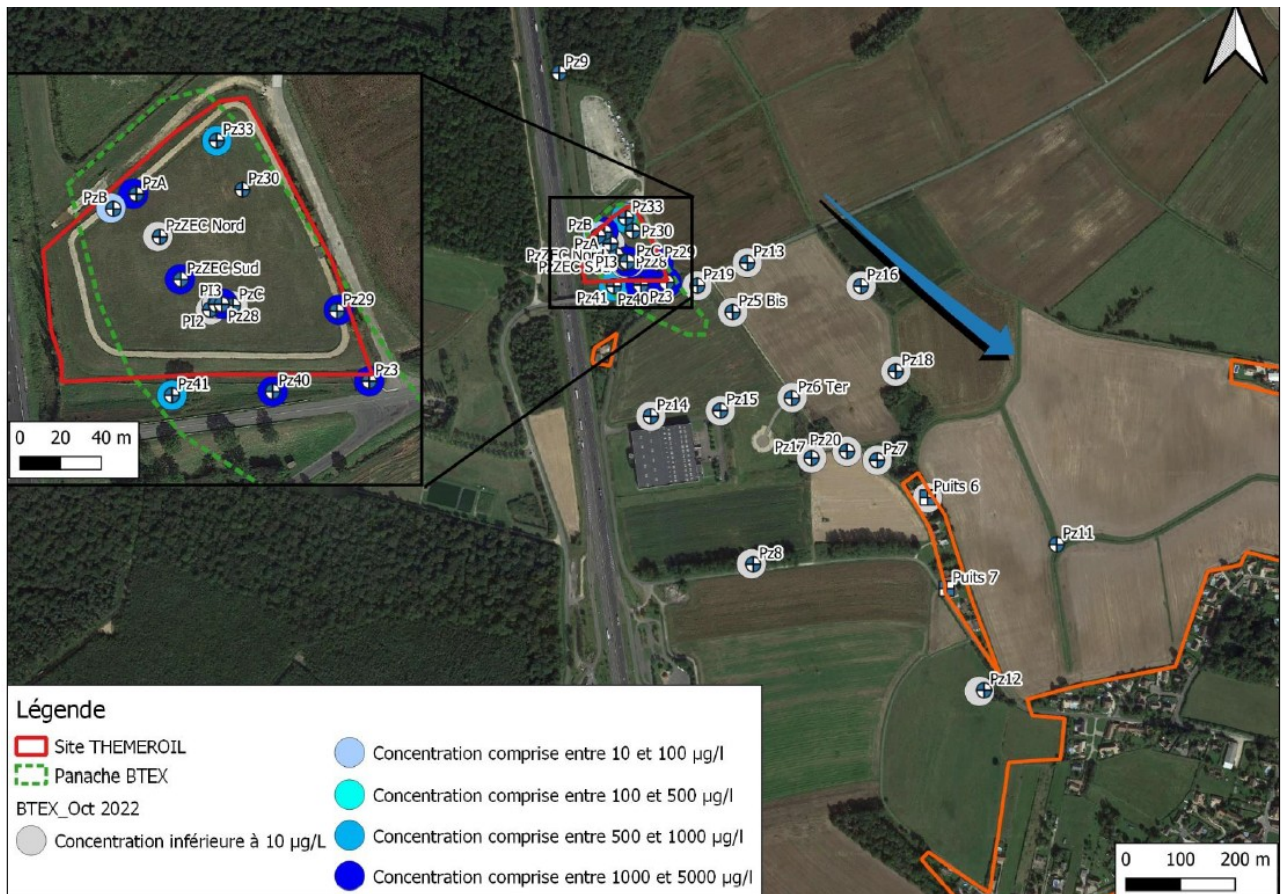 Pz9
Pz33
PzA
PzB
Pz30
PzZEC Nord
PzZEC Sud
PI3
PzC
PI2
Pz28
Pz29
Pz41
Pz40
Pz3
0 20 40 m
Pz33
PzB
Pz30
PzA
PzC
Pz29
PI3
Pz28
Pz41
Pz40
Pz3
Pz19
Pz13
Pz5 Bis
Pz16
Pz18
Pz6 Ter
Pz14
Pz15
Pz17
Pz20
Pz7
Puits 6
Pz11
Pz8
Puits 7
Pz12
Légende
Site THEMEROIL
Panache BTEX
BTEX_Oct 2022
Concentration inférieure à 10 µg/L
Concentration comprise entre 10 et 100 µg/l
Concentration comprise entre 100 et 500 µg/l
Concentration comprise entre 500 et 1000 µg/l
Concentration comprise entre 1000 et 5000 µg/l
0 100 200 m